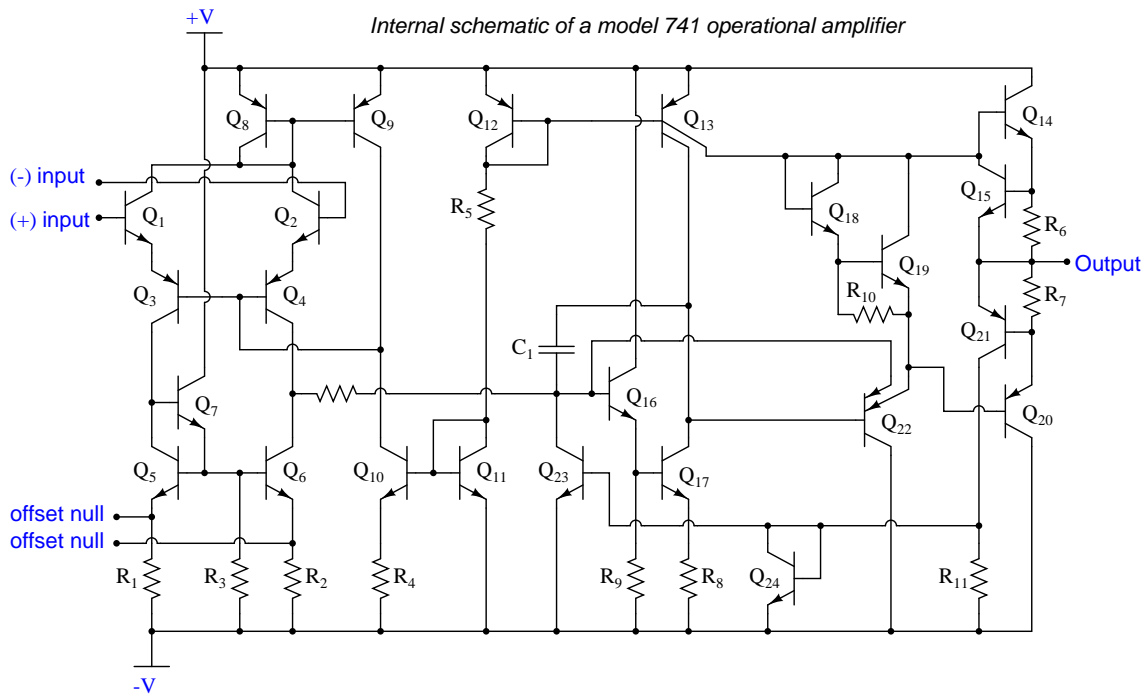 +V
Internal schematic of a model 741 operational amplifier
Q8
Q9
Q12
Q13
Q14
(-) input
(+) input
Q1
Q2
R5
Q18
Q15
R6
Output
Q3
Q4
Q19
R10
R7
C1
Q21
Q7
Q16
Q22
Q20
Q5
Q6
Q10
Q11
Q23
Q17
offset null
offset null
R1
R3
R2
R4
R9
R8
Q24
R11
-V